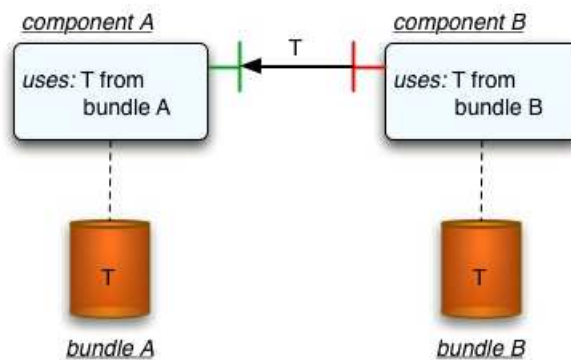 component A
component B
T
uses: T from
bundle A
uses: T from
bundle B
T
T
bundle A
bundle B